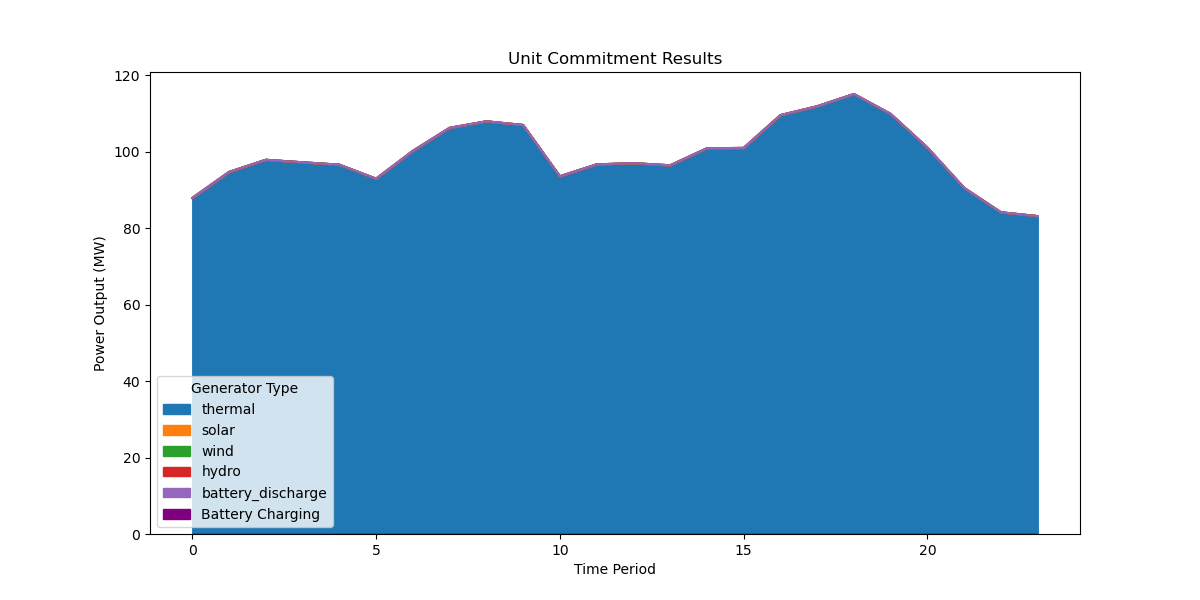 Unit Commitment Results
Power Output (MW)
120
100
80
60
40
20
0
Generator Type
thermal
solar
wind
hydro
battery_discharge
Battery Charging
0 5 10 15 20
Time Period